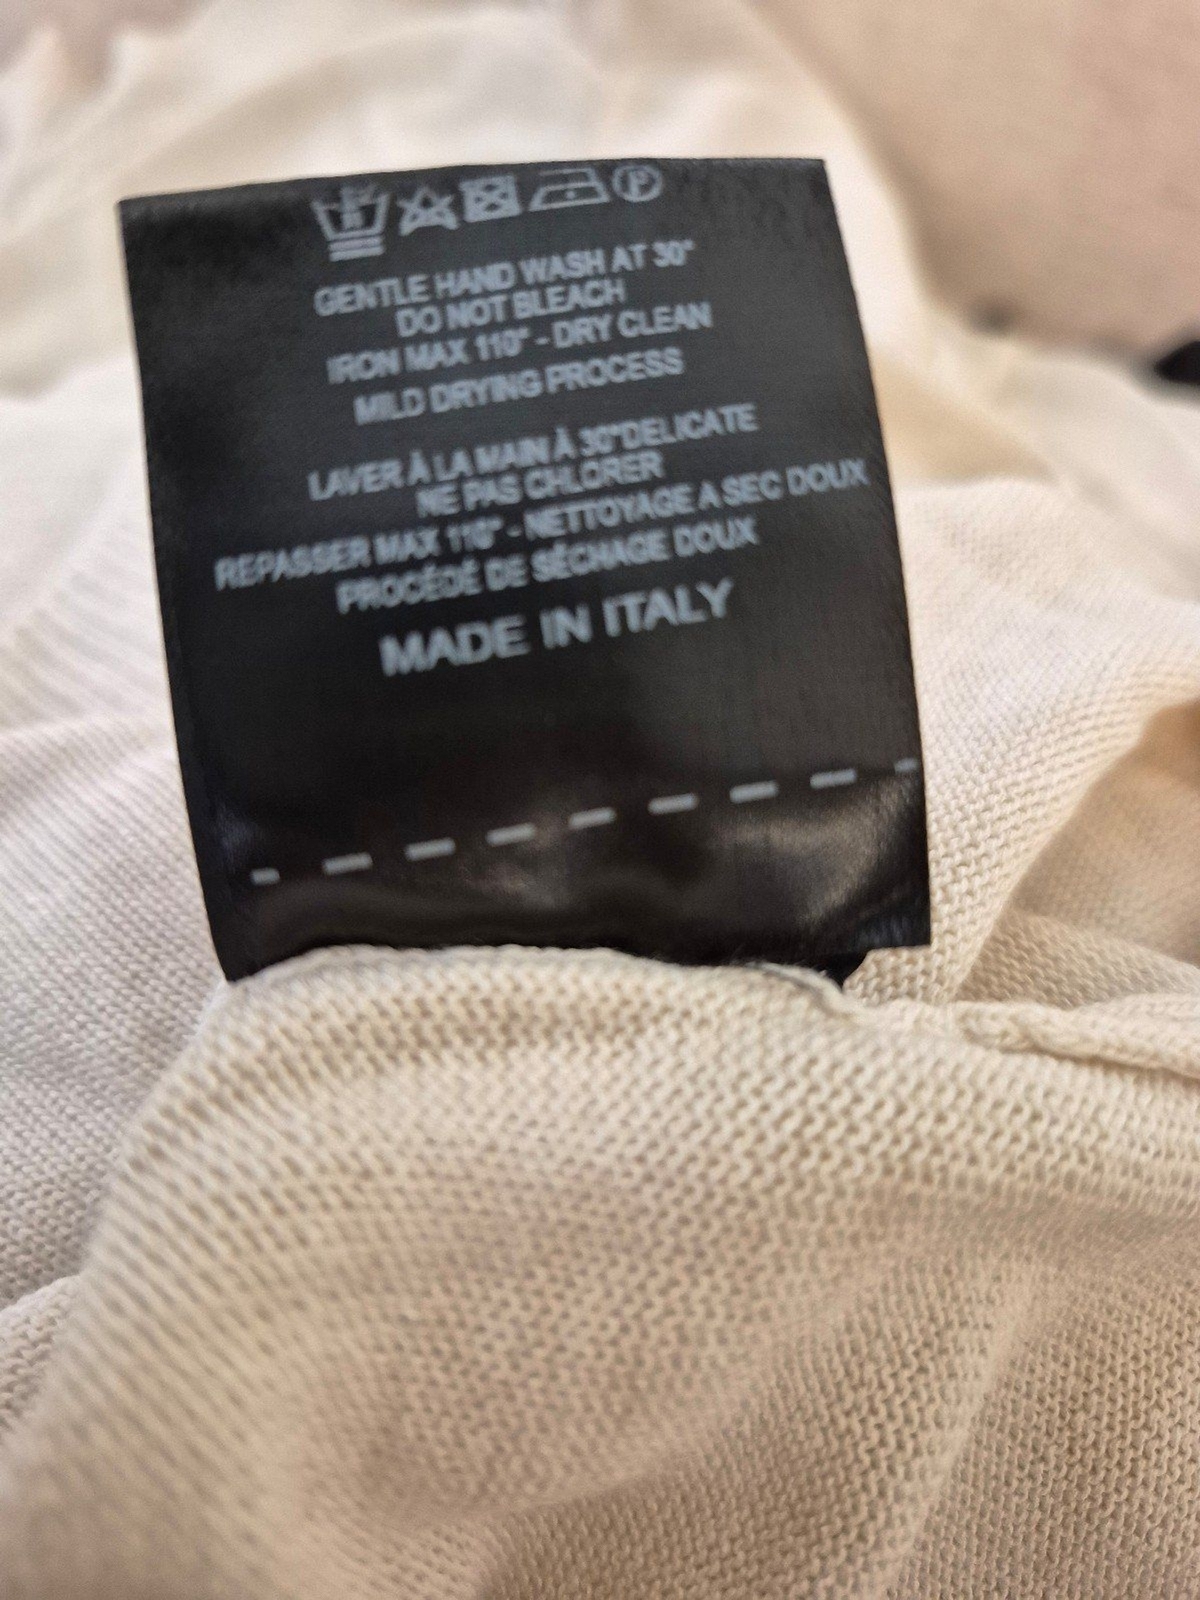 GENTLE HAND WASH AT 30°
DO NOT BLEACH
IRON MAX 110° - DRY CLEAN
MILD DRYING PROCESS
LAVER À LA MAIN À 30°DELICATE
NE PAS CHLORER
REPASSER MAX 110° - NETTOYAGE A SEC DOUX
PROCÉDÉ DE SÉCHAGE DOUX
MADE IN ITALY